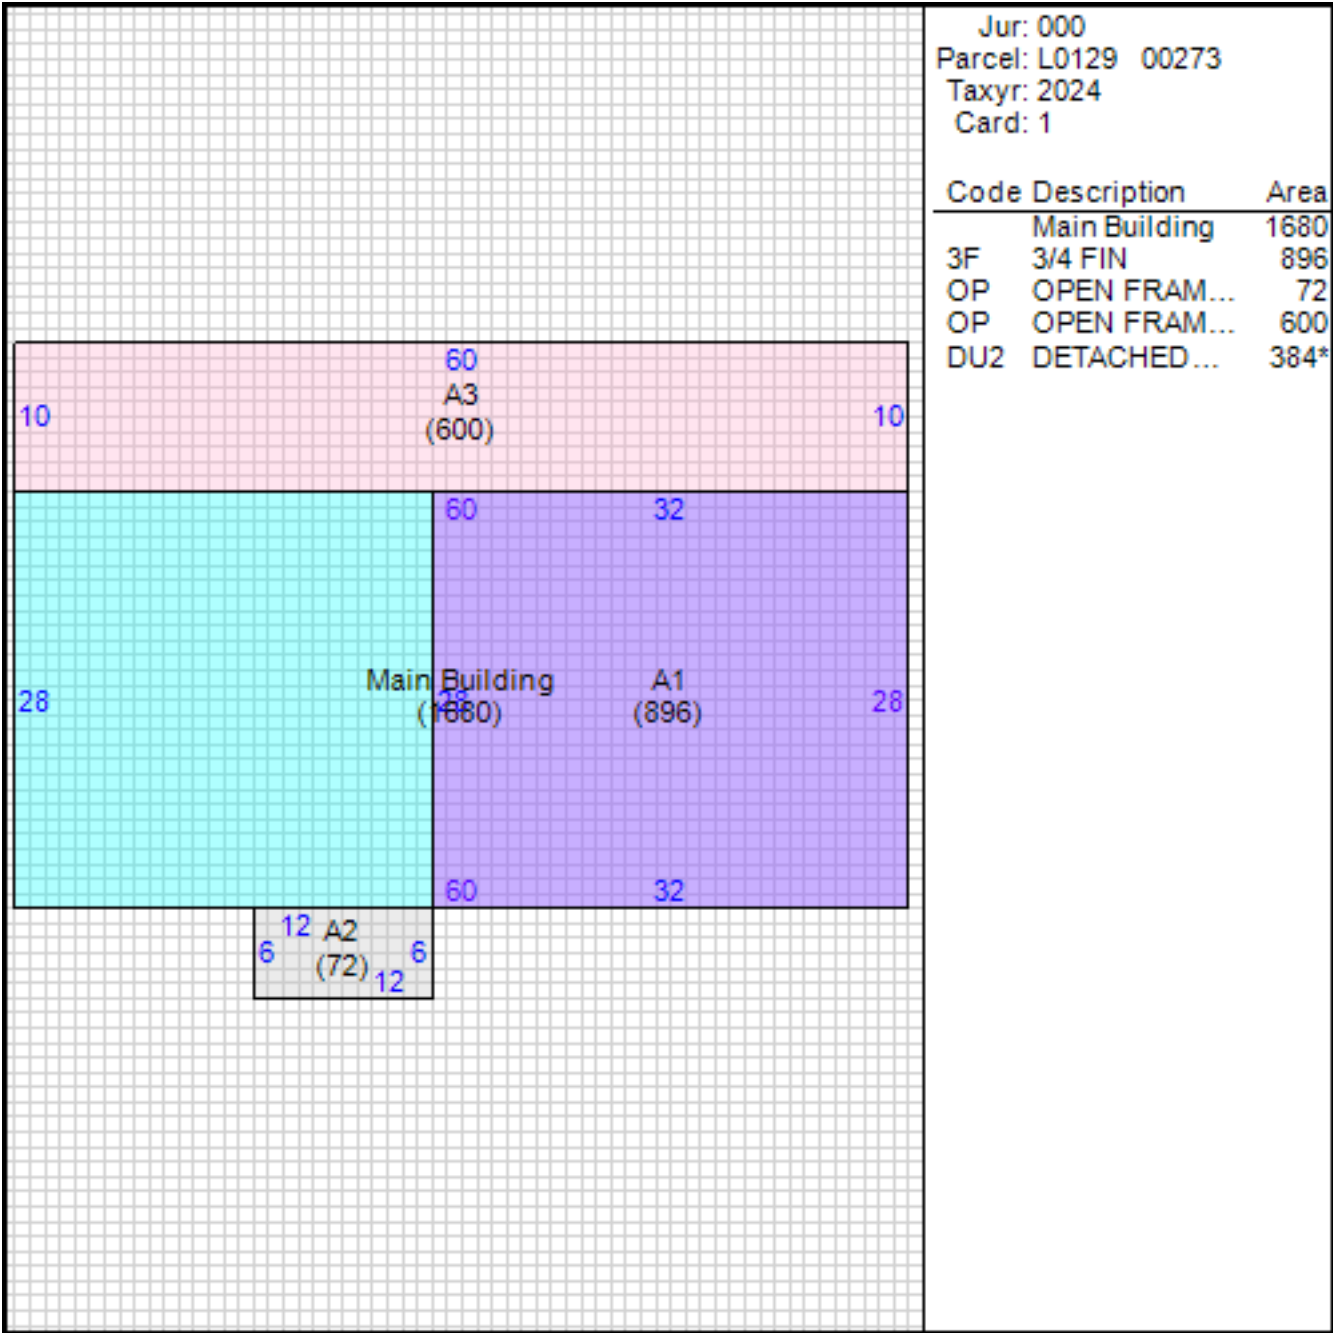 Jur: 000
Parcel: L0129 00273
Taxyr: 2024
Card: 1
Code Description Area
Main Building 1680
3F 3/4 FIN 896
OP OPEN FRAM... 72
OP OPEN FRAM... 600
DU2 DETACHED... 384*
60
A3
10 10
(600)
60 32
Main Building A1
28 28 28
(1680) (896)
60 32
12 A2
6 6
(72)
12